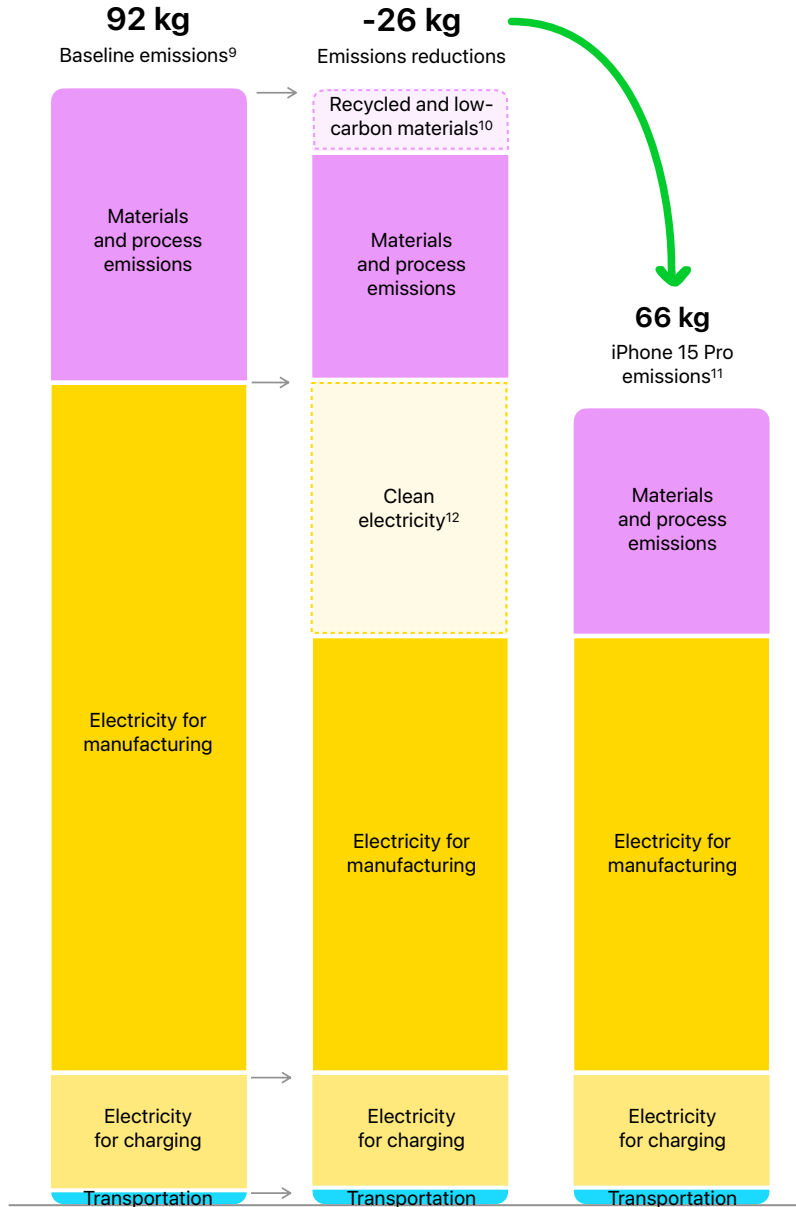 92 kg
Baseline emissions⁹
Materials
and process
emissions
Electricity for
manufacturing
Electricity
for charging
Transportation
-26 kg
Emissions reductions
Recycled and low-
carbon materials¹⁰
Materials
and process
emissions
Clean
electricity¹²
Electricity for
manufacturing
Electricity
for charging
Transportation
66 kg
iPhone 15 Pro
emissions¹¹
Materials
and process
emissions
Electricity for
manufacturing
Electricity
for charging
Transportation